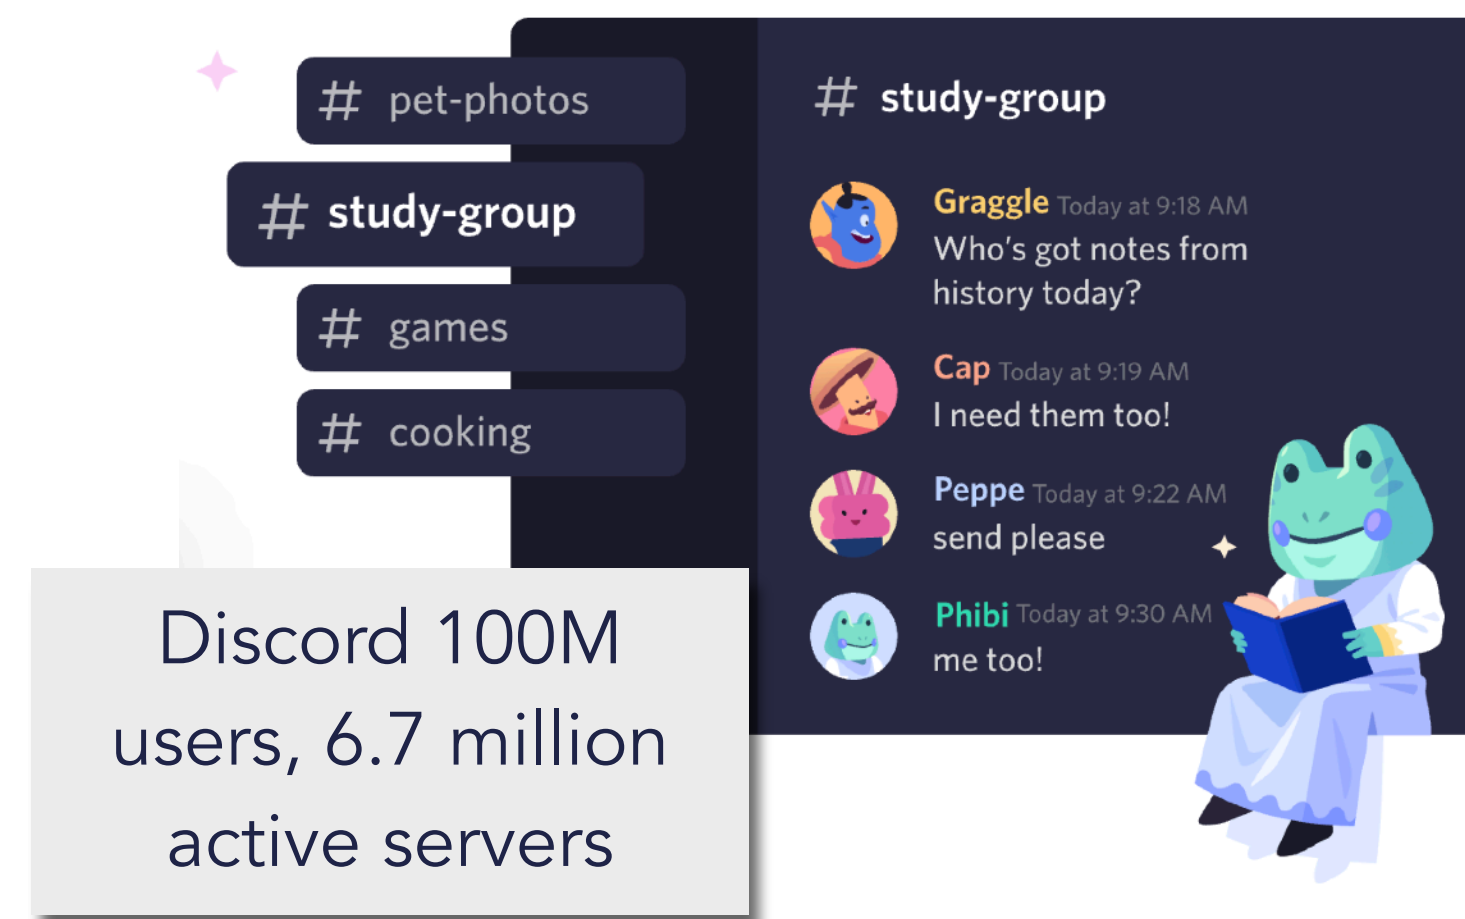 # pet-photos
# study-group
# games
# cooking
# study-group
Graggle Today at 9:18 AM
Who's got notes from
history today?
Cap Today at 9:19 AM
I need them too!
Peppe Today at 9:22 AM
send please
Phibi Today at 9:30 AM
me too!
Discord 100M
users, 6.7 million
active servers